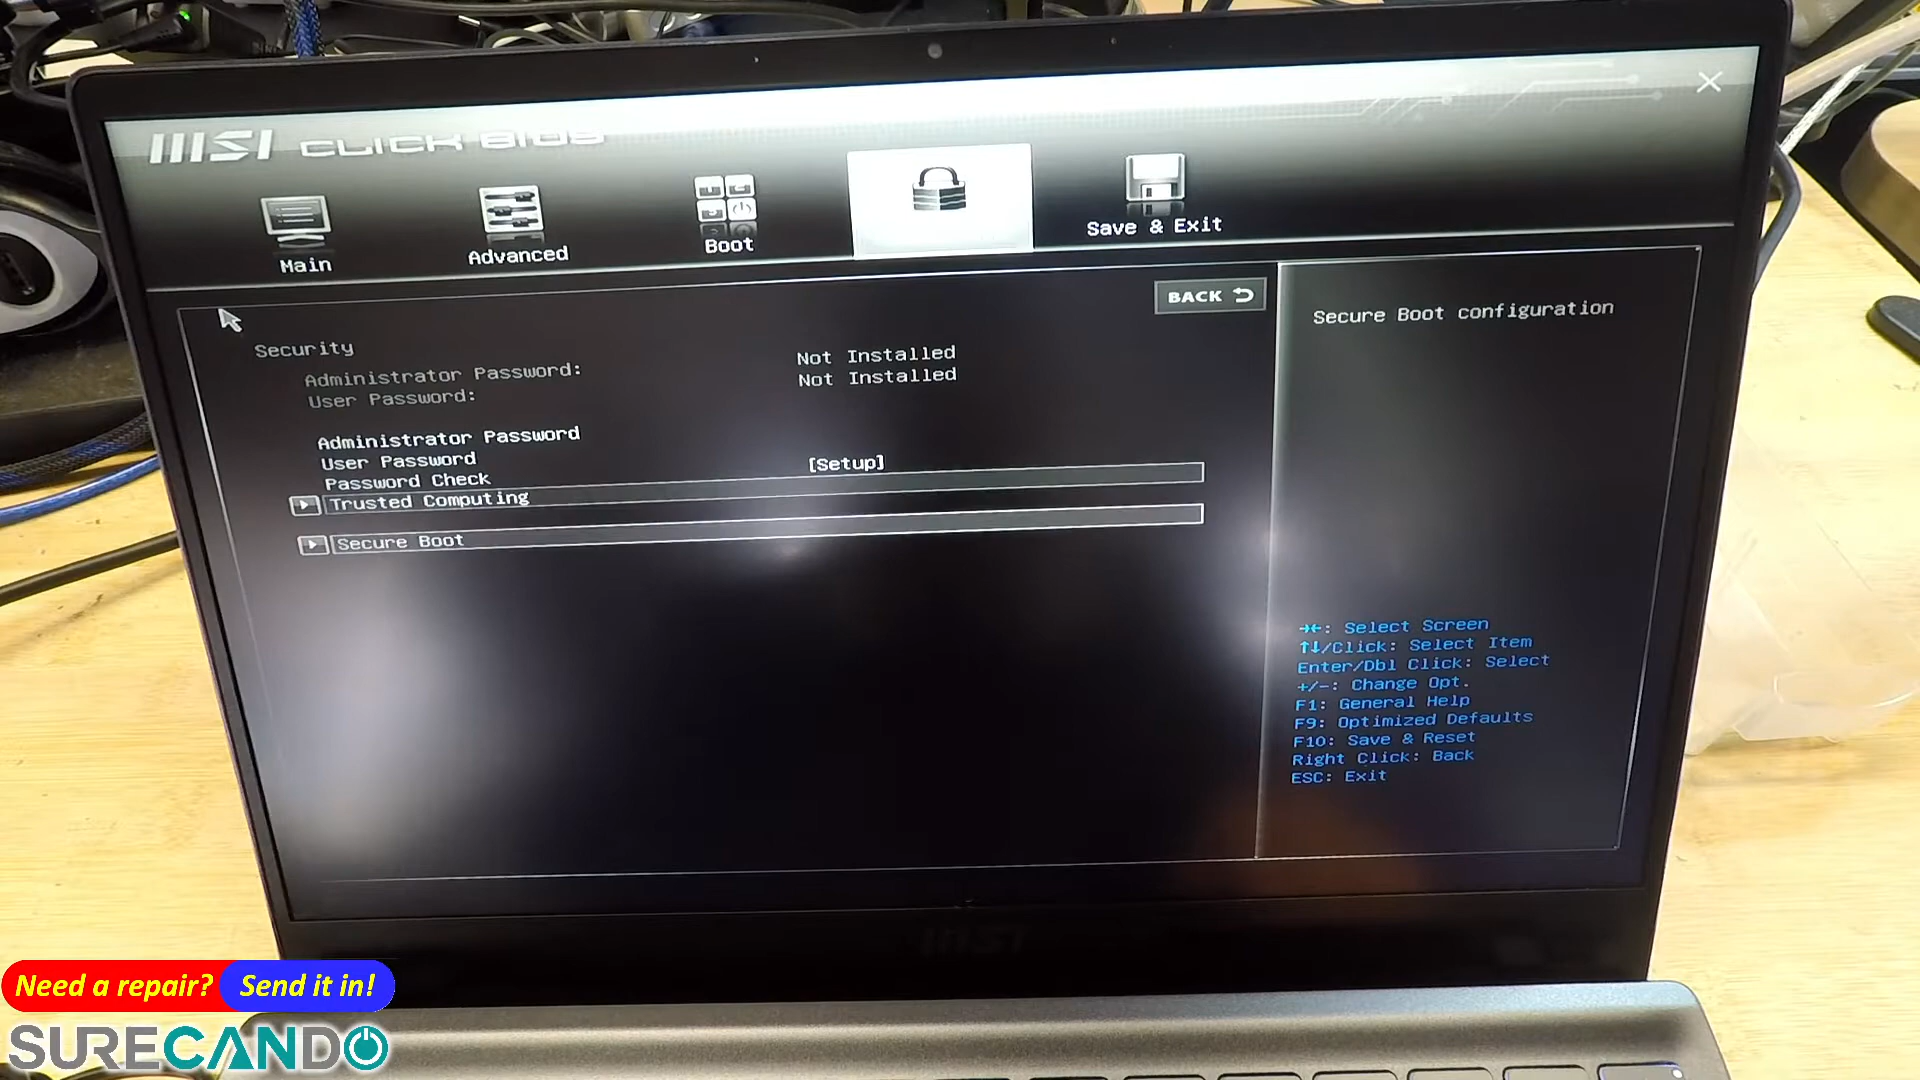 msi CLICK BIOS
Main
Advanced
Boot
Save & Exit
BACK
Security
Administrator Password: Not Installed
User Password: Not Installed
Administrator Password
User Password
Password Check [Setup]
Trusted Computing
Secure Boot
Secure Boot configuration
→←: Select Screen
↑↓/Click: Select Item
Enter/Dbl Click: Select
+/-: Change Opt.
F1: General Help
F9: Optimized Defaults
F10: Save & Reset
Right Click: Back
ESC: Exit
msi
Need a repair? Send it in!
SURECANDO